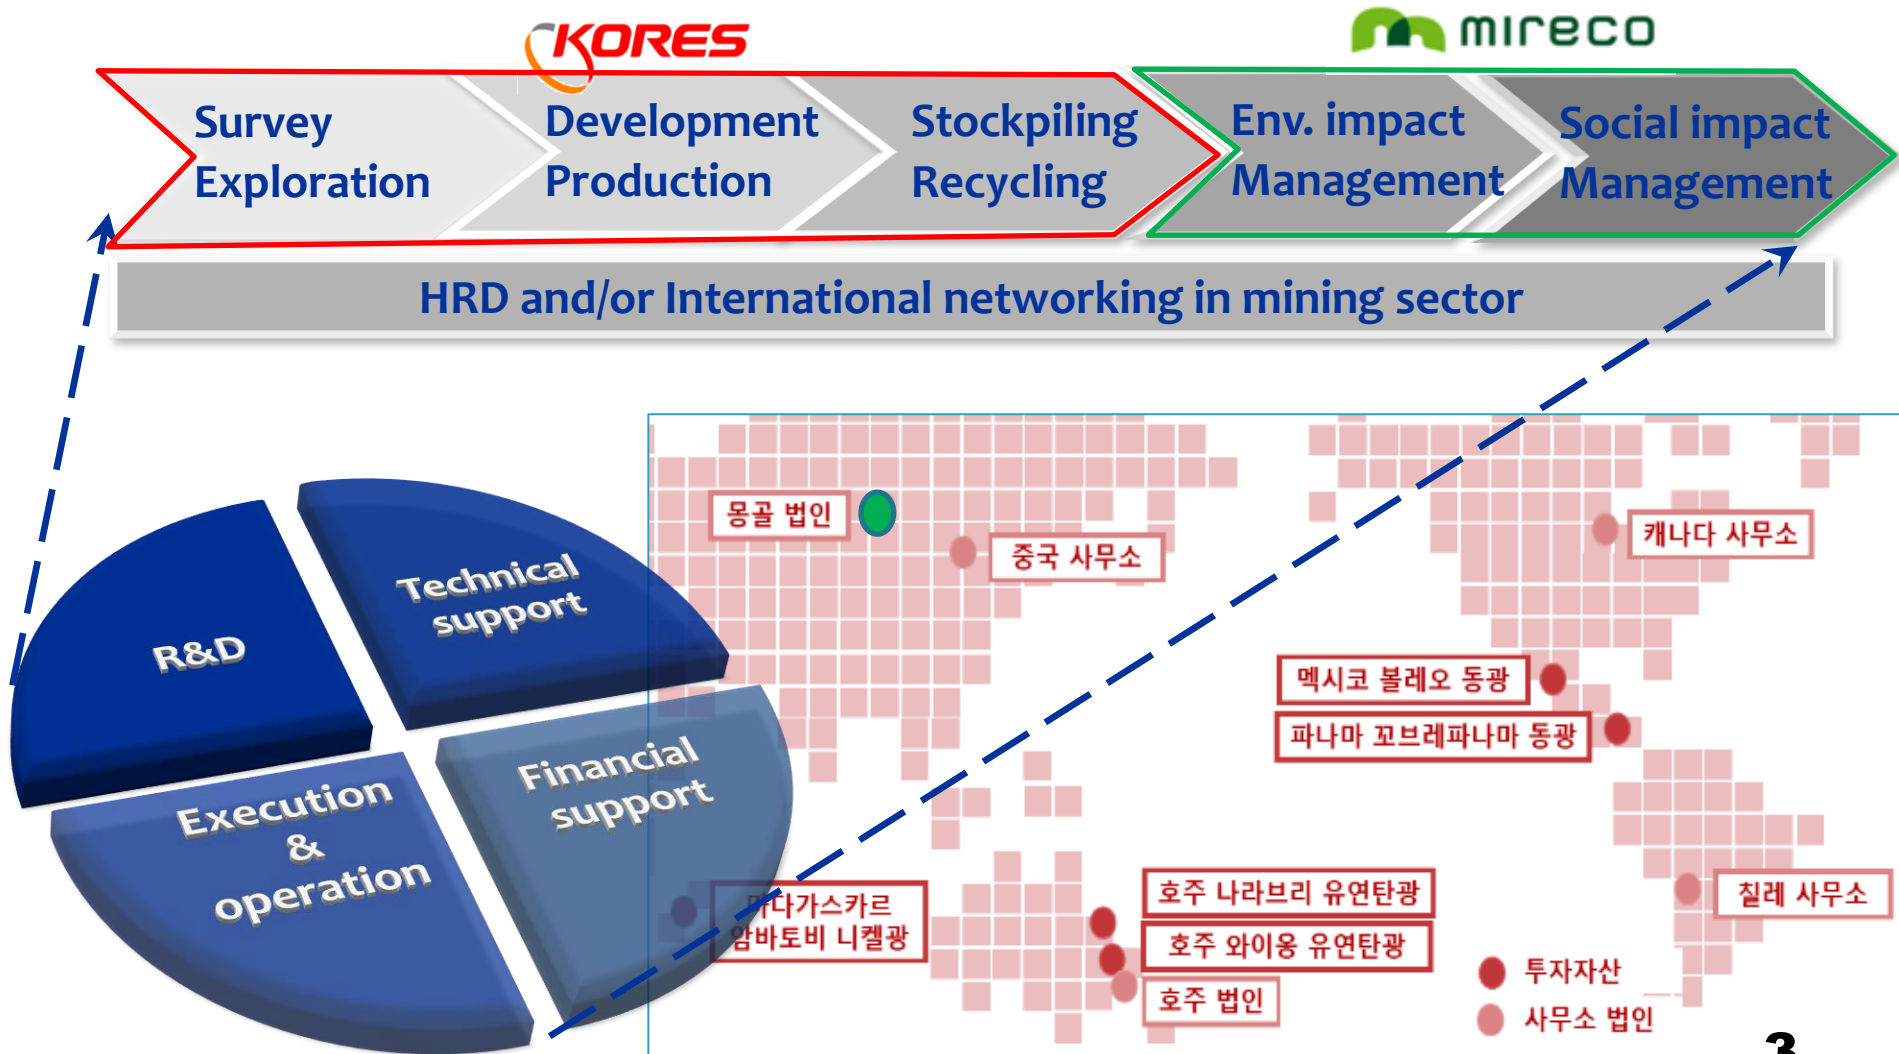 KORES
mireco
Survey
Exploration
Development
Production
Stockpiling
Recycling
Env. impact
Management
Social impact
Management
HRD and/or International networking in mining sector
R&D
Technical
support
Execution
&
operation
Financial
support
몽골 법인
중국 사무소
캐나다 사무소
멕시코 볼레오 동광
파나마 꼬브레파나마 동광
마다가스카르
암바토비 니켈광
호주 나라브리 유연탄광
호주 와이옹 유연탄광
호주 법인
칠레 사무소
투자자산
사무소 법인
3